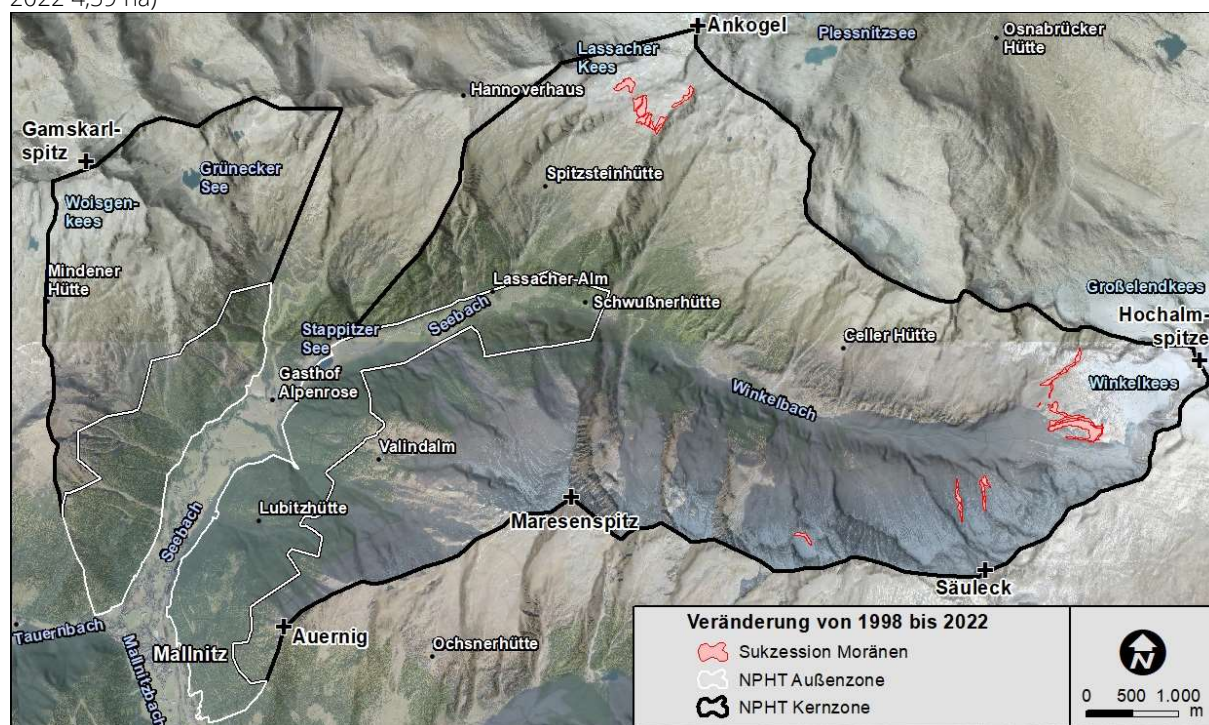 2022 4,59 ha)
Ankogel
Plessnitzsee
Osnabrücker
Hütte
Lassacher
Kees
Hannoverhaus
Gamskarl-
spitz
Grünecker
See
Spitzsteinhütte
Woisgen-
kees
Mindener
Hütte
Lassacher-Alm
Schwußnerhütte
Seebach
Stappitzer
See
Großelendkees
Hochalm-
spitze
Celler Hütte
Gasthof
Alpenrose
Winkelkees
Winkelbach
Valindalm
Maresenspitz
Lubitzhütte
Seebach
Säuleck
Tauernbach
Auernig
Mallnitz
Mallnitzbach
Ochsnerhütte
Veränderung von 1998 bis 2022
Sukzession Moränen
NPHT Außenzone
NPHT Kernzone
N
0 500 1.000
m